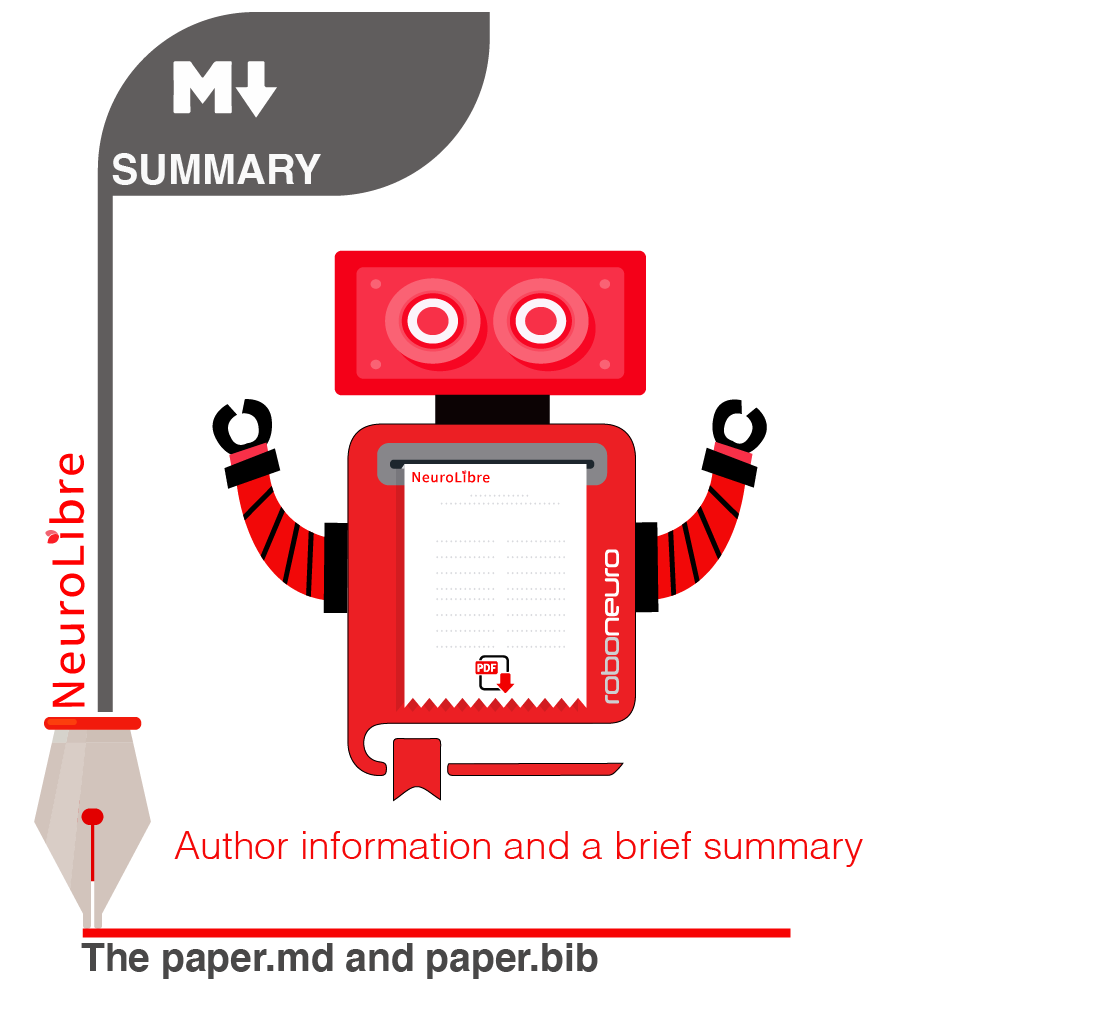 M
SUMMARY
NeuroLibre
NeuroLibre
roboneuro
PDF
Author information and a brief summary
The paper.md and paper.bib